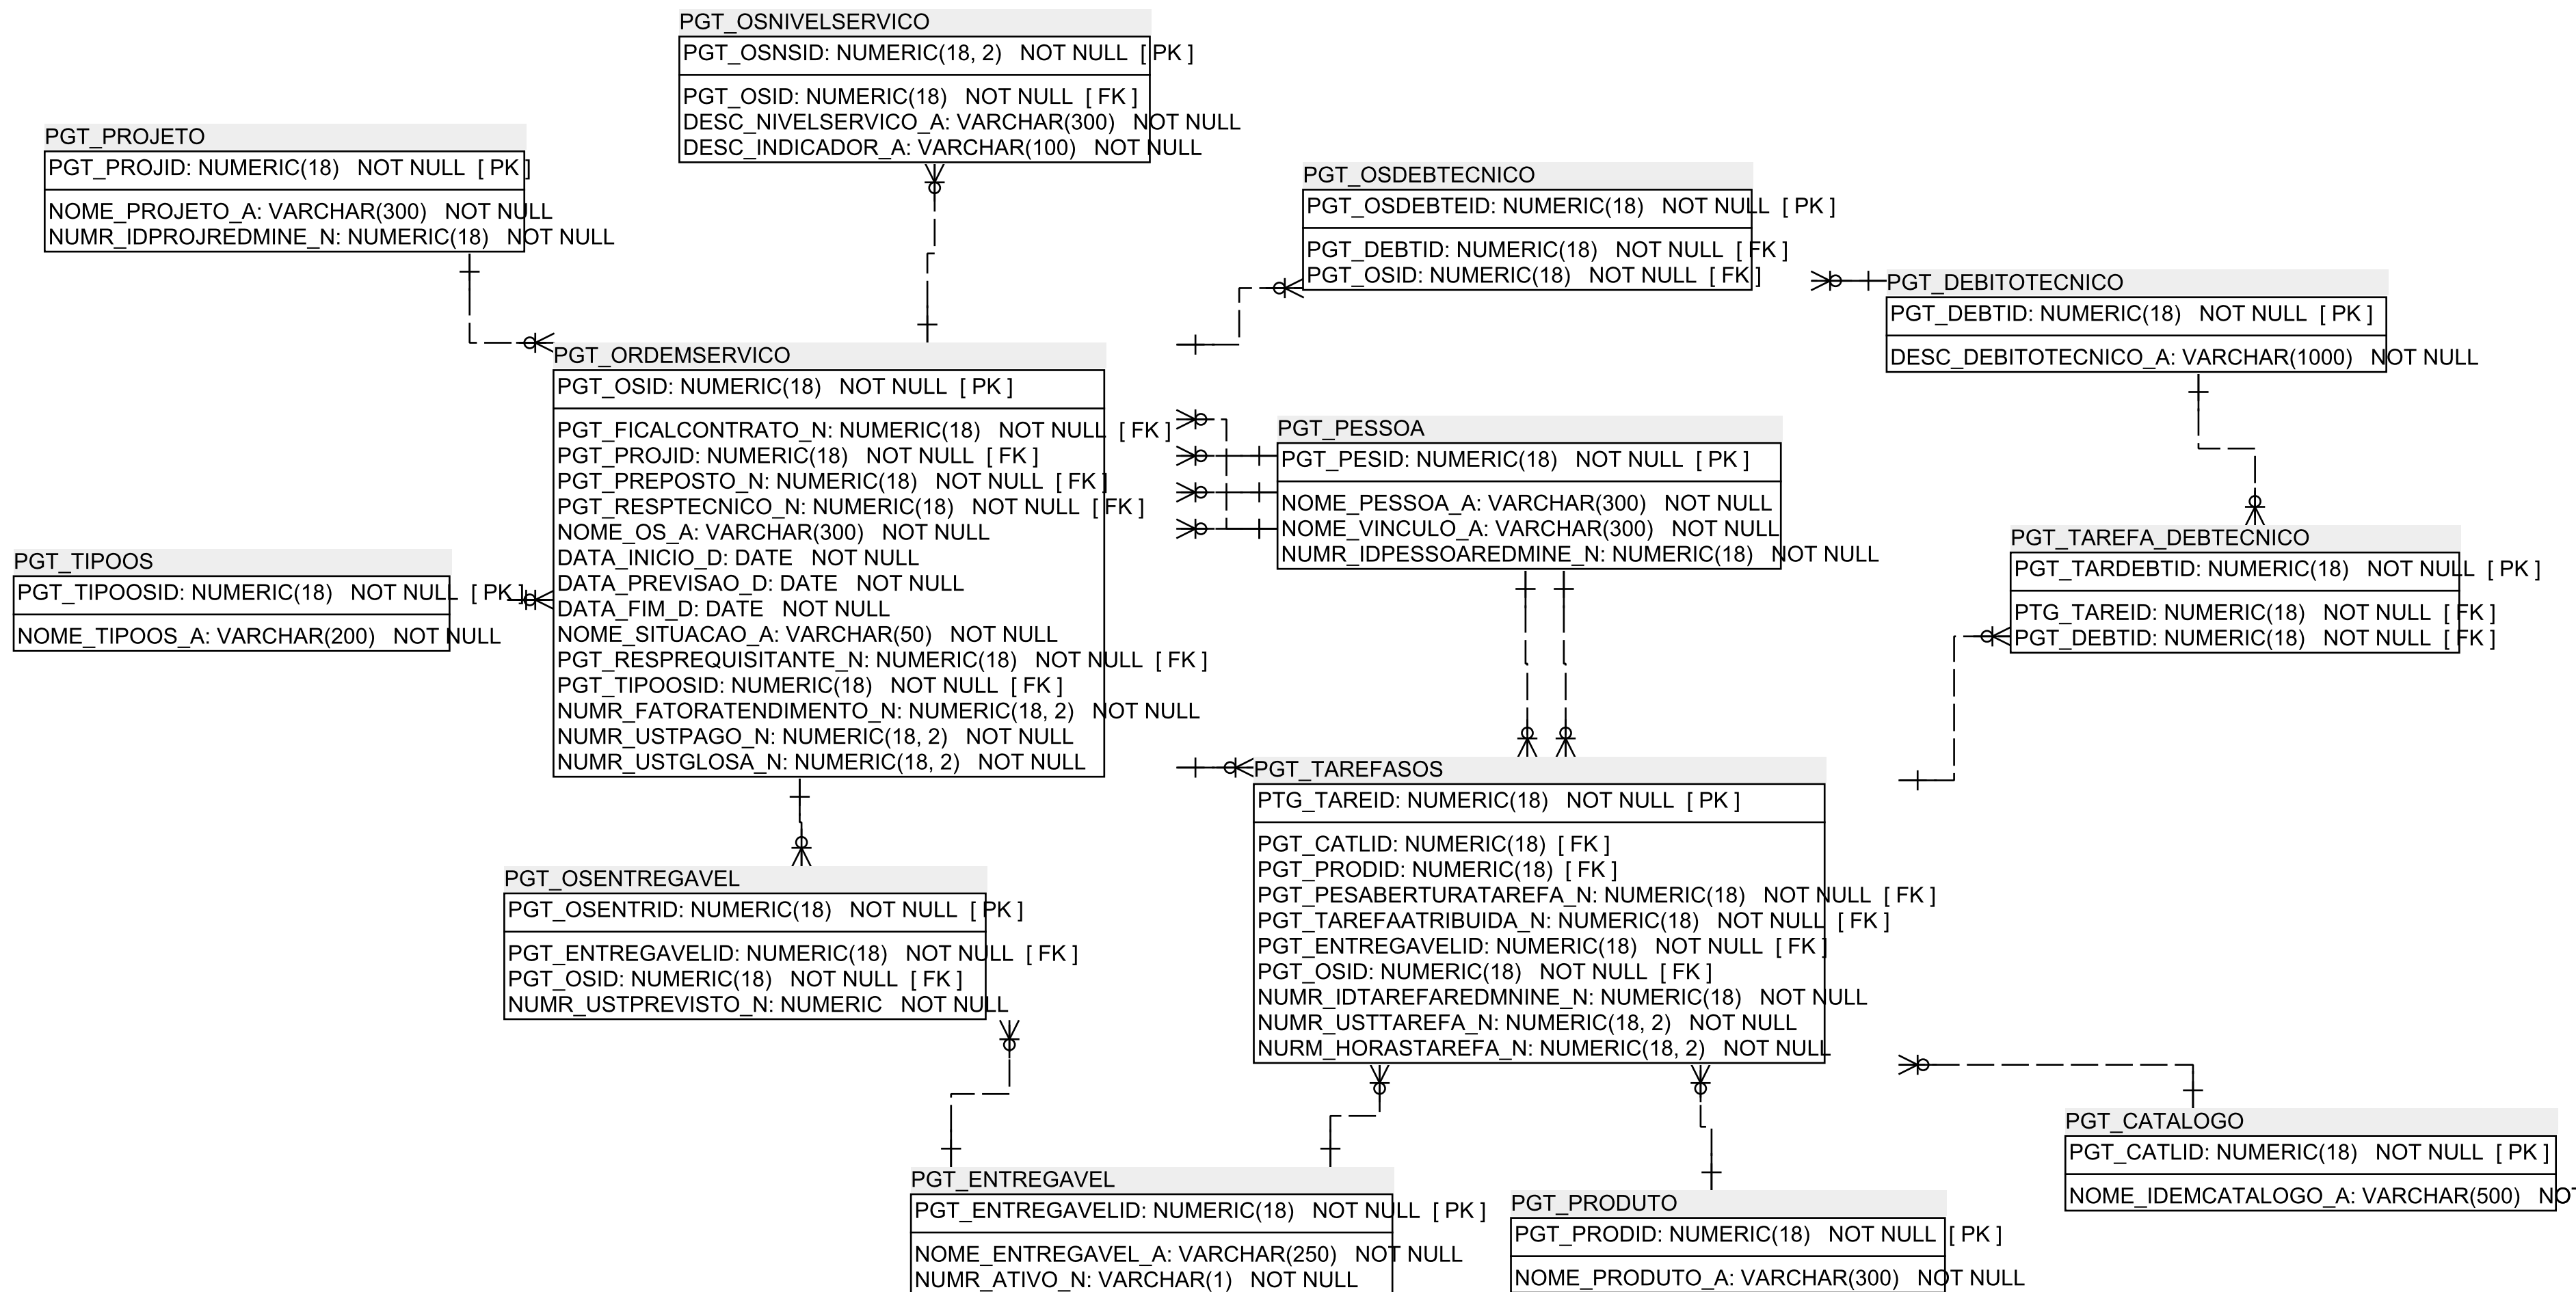 PGT_OSNIVELSERVICO
PGT_OSNSID: NUMERIC(18, 2) NOT NULL [ PK ]
PGT_OSID: NUMERIC(18) NOT NULL [ FK ]
DESC_NIVELSERVICO_A: VARCHAR(300) NOT NULL
DESC_INDICADOR_A: VARCHAR(100) NOT NULL
PGT_PROJETO
PGT_PROJID: NUMERIC(18) NOT NULL [ PK ]
NOME_PROJETO_A: VARCHAR(300) NOT NULL
NUMR_IDPROJREDMINE_N: NUMERIC(18) NOT NULL
PGT_OSDEBTECNICO
PGT_OSDEBTEID: NUMERIC(18) NOT NULL [ PK ]
PGT_DEBTID: NUMERIC(18) NOT NULL [ FK ]
PGT_OSID: NUMERIC(18) NOT NULL [ FK ]
PGT_DEBITOTECNICO
PGT_DEBTID: NUMERIC(18) NOT NULL [ PK ]
DESC_DEBITOTECNICO_A: VARCHAR(1000) NOT NULL
PGT_ORDEMSERVICO
PGT_OSID: NUMERIC(18) NOT NULL [ PK ]
PGT_FICALCONTRATO_N: NUMERIC(18) NOT NULL [ FK ]
PGT_PROJID: NUMERIC(18) NOT NULL [ FK ]
PGT_PREPOSTO_N: NUMERIC(18) NOT NULL [ FK ]
PGT_RESPTECNICO_N: NUMERIC(18) NOT NULL [ FK ]
NOME_OS_A: VARCHAR(300) NOT NULL
DATA_INICIO_D: DATE NOT NULL
DATA_PREVISAO_D: DATE NOT NULL
DATA_FIM_D: DATE NOT NULL
NOME_SITUACAO_A: VARCHAR(50) NOT NULL
PGT_RESPREQUISITANTE_N: NUMERIC(18) NOT NULL [ FK ]
PGT_TIPOOSID: NUMERIC(18) NOT NULL [ FK ]
NUMR_FATORATENDIMENTO_N: NUMERIC(18, 2) NOT NULL
NUMR_USTPAGO_N: NUMERIC(18, 2) NOT NULL
NUMR_USTGLOSA_N: NUMERIC(18, 2) NOT NULL
PGT_PESSOA
PGT_PESID: NUMERIC(18) NOT NULL [ PK ]
NOME_PESSOA_A: VARCHAR(300) NOT NULL
NOME_VINCULO_A: VARCHAR(300) NOT NULL
NUMR_IDPESSOAREDMINE_N: NUMERIC(18) NOT NULL
PGT_TIPOOS
PGT_TIPOOSID: NUMERIC(18) NOT NULL [ PK ]
NOME_TIPOOS_A: VARCHAR(200) NOT NULL
PGT_TAREFA_DEBTECNICO
PGT_TARDEBTID: NUMERIC(18) NOT NULL [ PK ]
PTG_TAREID: NUMERIC(18) NOT NULL [ FK ]
PGT_DEBTID: NUMERIC(18) NOT NULL [ FK ]
PGT_TAREFASOS
PTG_TAREID: NUMERIC(18) NOT NULL [ PK ]
PGT_CATLID: NUMERIC(18) [ FK ]
PGT_PRODID: NUMERIC(18) [ FK ]
PGT_PESABERTURATAREFA_N: NUMERIC(18) NOT NULL [ FK ]
PGT_TAREFAATRIBUIDA_N: NUMERIC(18) NOT NULL [ FK ]
PGT_ENTREGAVELID: NUMERIC(18) NOT NULL [ FK ]
PGT_OSID: NUMERIC(18) NOT NULL [ FK ]
NUMR_IDTAREFAREDMNINE_N: NUMERIC(18) NOT NULL
NUMR_USTTAREFA_N: NUMERIC(18, 2) NOT NULL
NURM_HORASTAREFA_N: NUMERIC(18, 2) NOT NULL
PGT_OSENTREGAVEL
PGT_OSENTRID: NUMERIC(18) NOT NULL [ PK ]
PGT_ENTREGAVELID: NUMERIC(18) NOT NULL [ FK ]
PGT_OSID: NUMERIC(18) NOT NULL [ FK ]
NUMR_USTPREVISTO_N: NUMERIC NOT NULL
PGT_CATALOGO
PGT_CATLID: NUMERIC(18) NOT NULL [ PK ]
NOME_IDEMCATALOGO_A: VARCHAR(500)
PGT_ENTREGAVEL
PGT_ENTREGAVELID: NUMERIC(18) NOT NULL [ PK ]
NOME_ENTREGAVEL_A: VARCHAR(250) NOT NULL
NUMR_ATIVO_N: VARCHAR(1) NOT NULL
PGT_PRODUTO
PGT_PRODID: NUMERIC(18) NOT NULL [ PK ]
NOME_PRODUTO_A: VARCHAR(300) NOT NULL